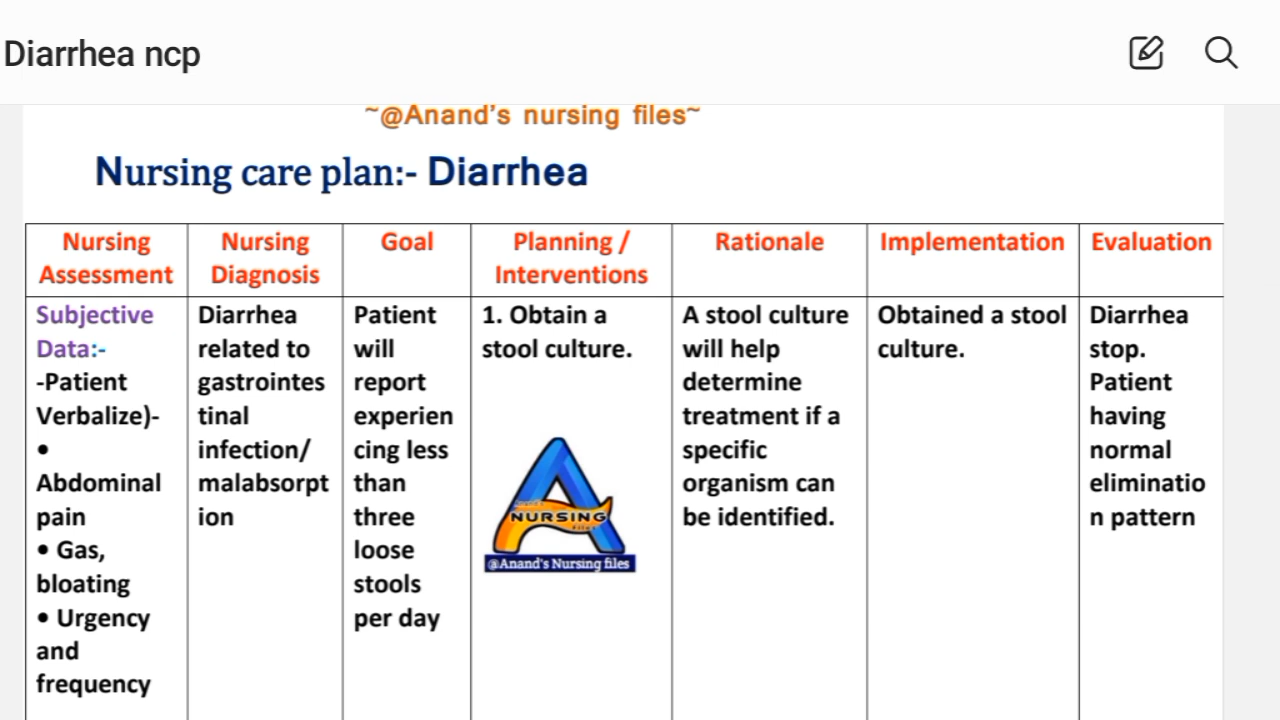 Diarrhea ncp
~@Anand's nursing files~
Nursing care plan:- Diarrhea
Nursing
Assessment
Nursing
Diagnosis
Goal
Planning /
Interventions
Rationale
Implementation
Evaluation
Subjective
Data:-
-Patient
Verbalize)-
•
Abdominal
pain
• Gas,
bloating
• Urgency
and
frequency
Diarrhea
related to
gastrointes
tinal
infection/
malabsorpt
ion
Patient
will
report
experien
cing less
than
three
loose
stools
per day
1. Obtain a
stool culture.
Anand's
NURSING
Files
@Anand's Nursing files
A stool culture
will help
determine
treatment if a
specific
organism can
be identified.
Obtained a stool
culture.
Diarrhea
stop.
Patient
having
normal
eliminatio
n pattern